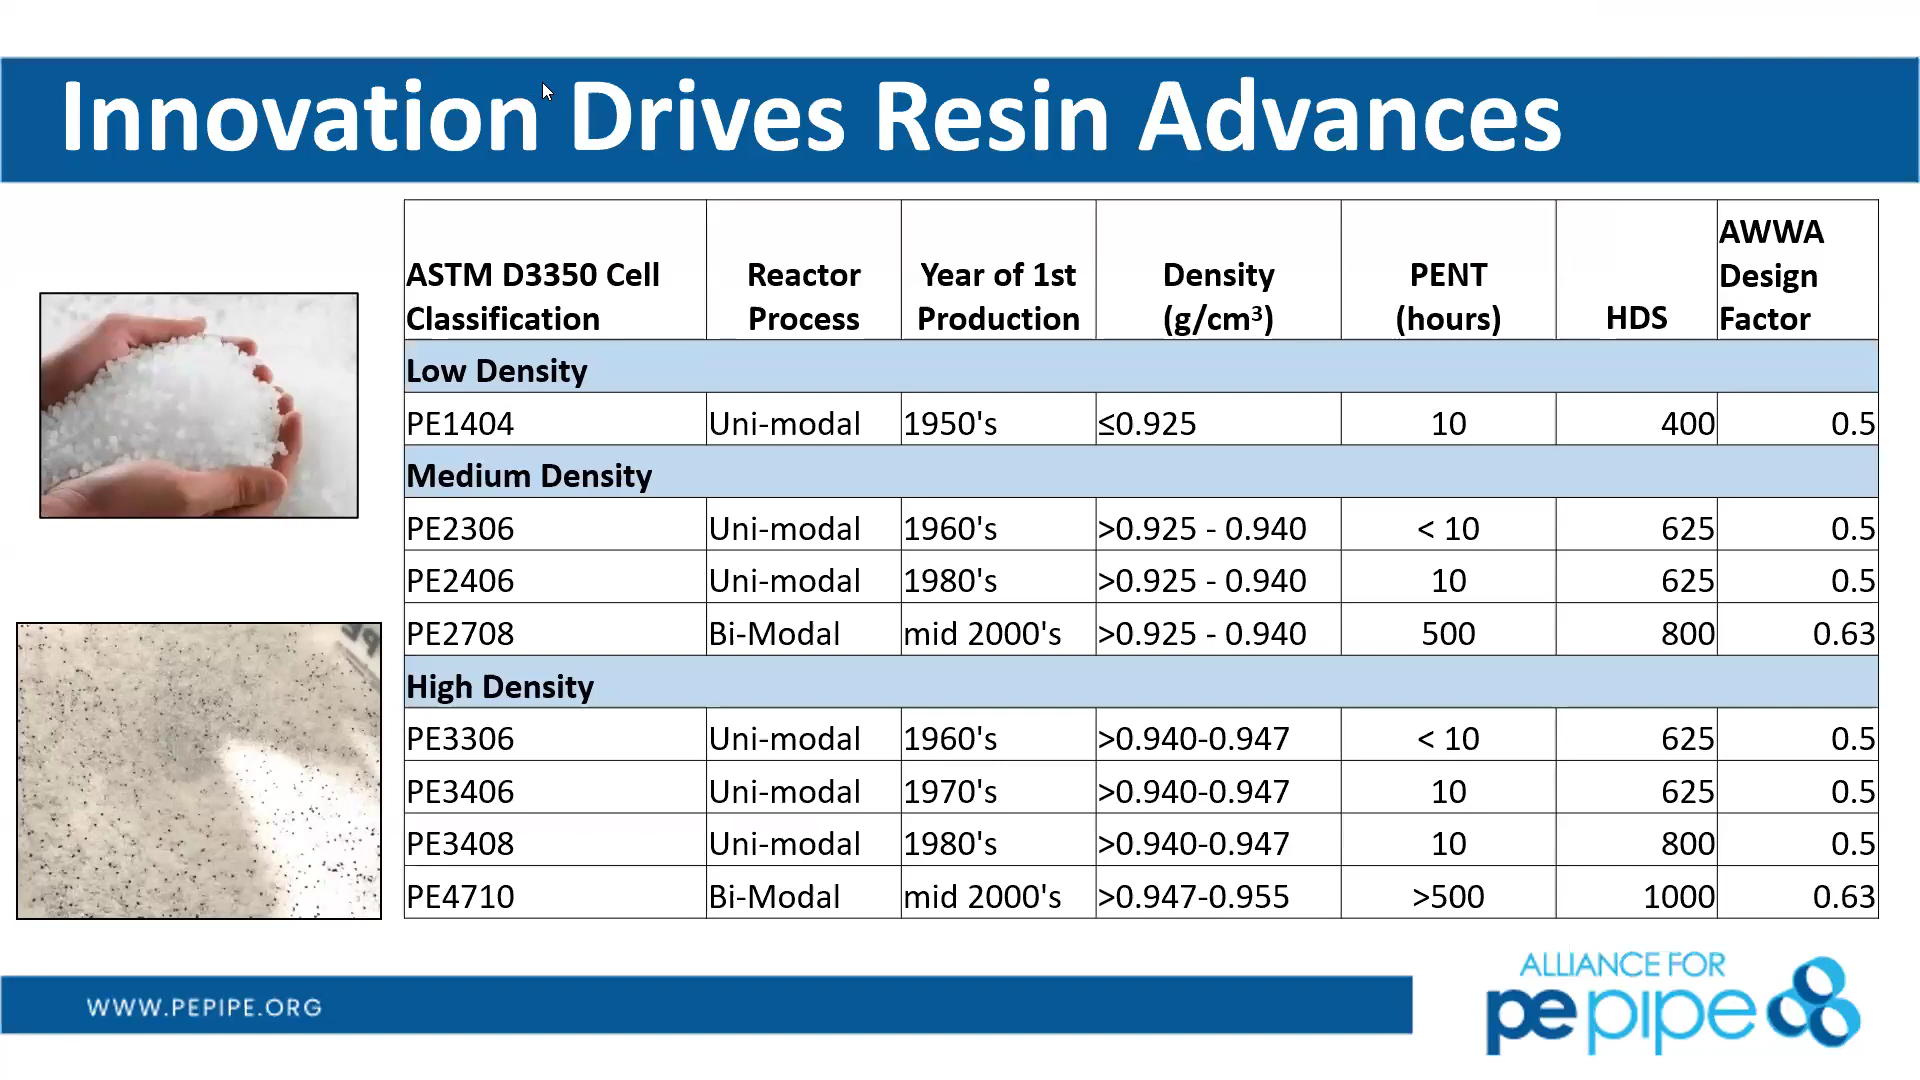 Innovation Drives Resin Advances
ASTM D3350 Cell Classification Reactor Process Year of 1st Production Density (g/cm³) PENT (hours) HDS AWWA Design Factor
Low Density
PE1404 Uni-modal 1950's ≤0.925 10 400 0.5
Medium Density
PE2306 Uni-modal 1960's >0.925 - 0.940 < 10 625 0.5
PE2406 Uni-modal 1980's >0.925 - 0.940 10 625 0.5
PE2708 Bi-Modal mid 2000's >0.925 - 0.940 500 800 0.63
High Density
PE3306 Uni-modal 1960's >0.940-0.947 < 10 625 0.5
PE3406 Uni-modal 1970's >0.940-0.947 10 625 0.5
PE3408 Uni-modal 1980's >0.940-0.947 10 800 0.5
PE4710 Bi-Modal mid 2000's >0.947-0.955 >500 1000 0.63
WWW.PEPIPE.ORG
ALLIANCE FOR
pepipe